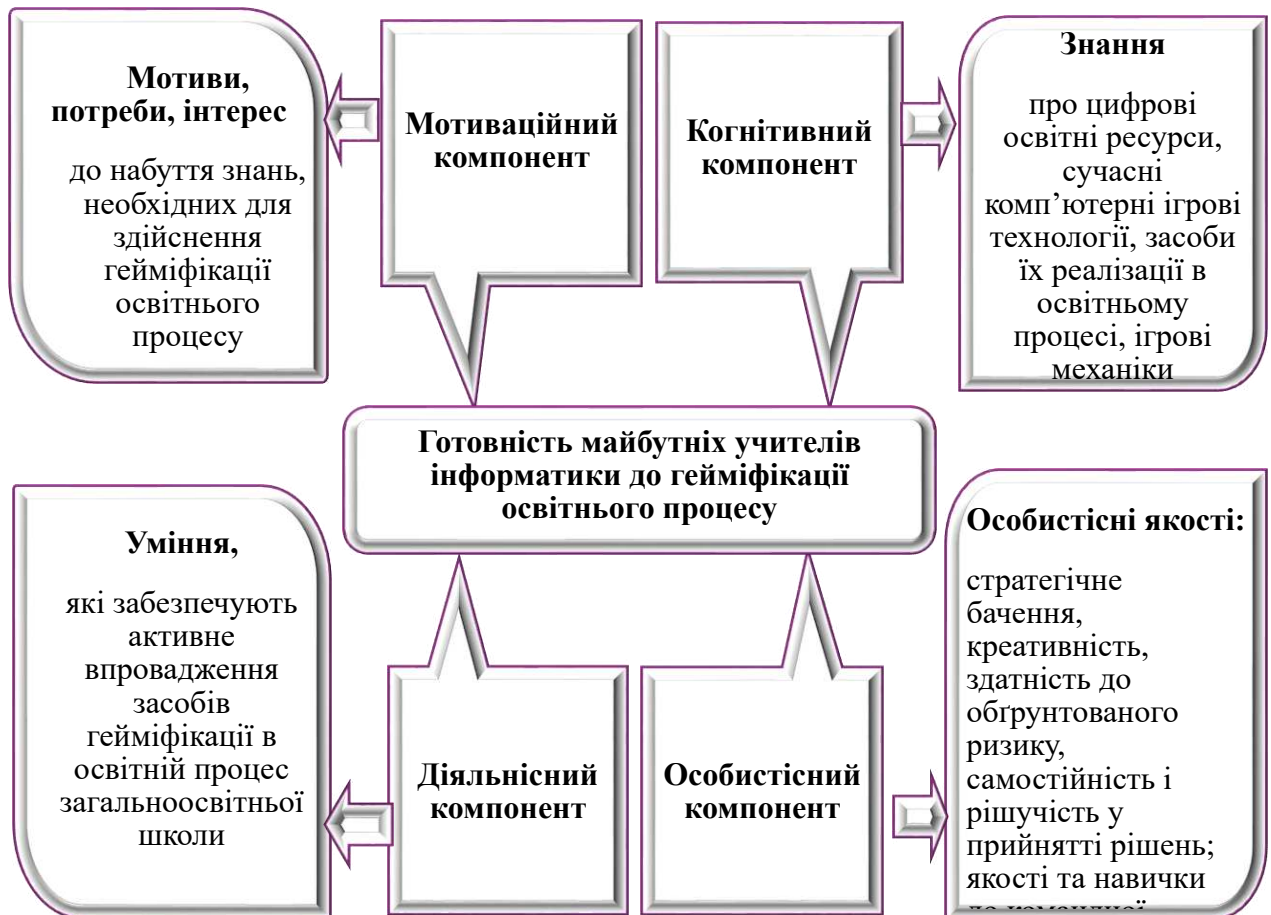 Мотиви,
потреби, інтерес
до набуття знань,
необхідних для
здійснення
гейміфікації
освітнього
процесу
Мотиваційний
компонент
Когнітивний
компонент
Знання
про цифрові
освітні ресурси,
сучасні
комп’ютерні ігрові
технології, засоби
їх реалізації в
освітньому
процесі, ігрові
механіки
Готовність майбутніх учителів
інформатики до гейміфікації
освітнього процесу
Уміння,
які забезпечують
активне
впровадження
засобів
гейміфікації в
освітній процес
загальноосвітньої
школи
Діяльнісний
компонент
Особистісний
компонент
Особистісні якості:
стратегічне
бачення,
креативність,
здатність до
обґрунтованого
ризику,
самостійність і
рішучість у
прийнятті рішень;
якості та навички